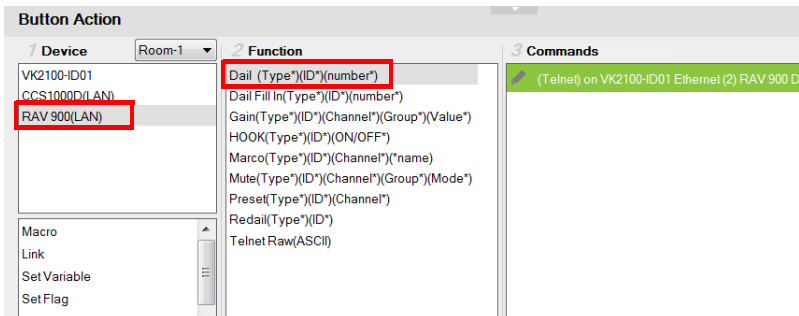 Button Action
1 Device
Room-1
2 Function
3 Commands
VK2100-ID01
CCS1000D(LAN)
RAV 900(LAN)
Dail (Type*)(ID*)(number*)
Dail Fill In(Type*)(ID*)(number*)
Gain(Type*)(ID*)(Channel*)(Group*)(Value*)
HOOK(Type*)(ID*)(ON/OFF*)
Marco(Type*)(ID*)(Channel*)(*name)
Mute(Type*)(ID*)(Channel*)(Group*)(Mode*)
Preset(Type*)(ID*)(Channel*)
Redail(Type*)(ID*)
Telnet Raw(ASCII)
(Telnet) on VK2100-ID01 Ethernet (2) RAV 900 D
Macro
Link
Set Variable
Set Flag